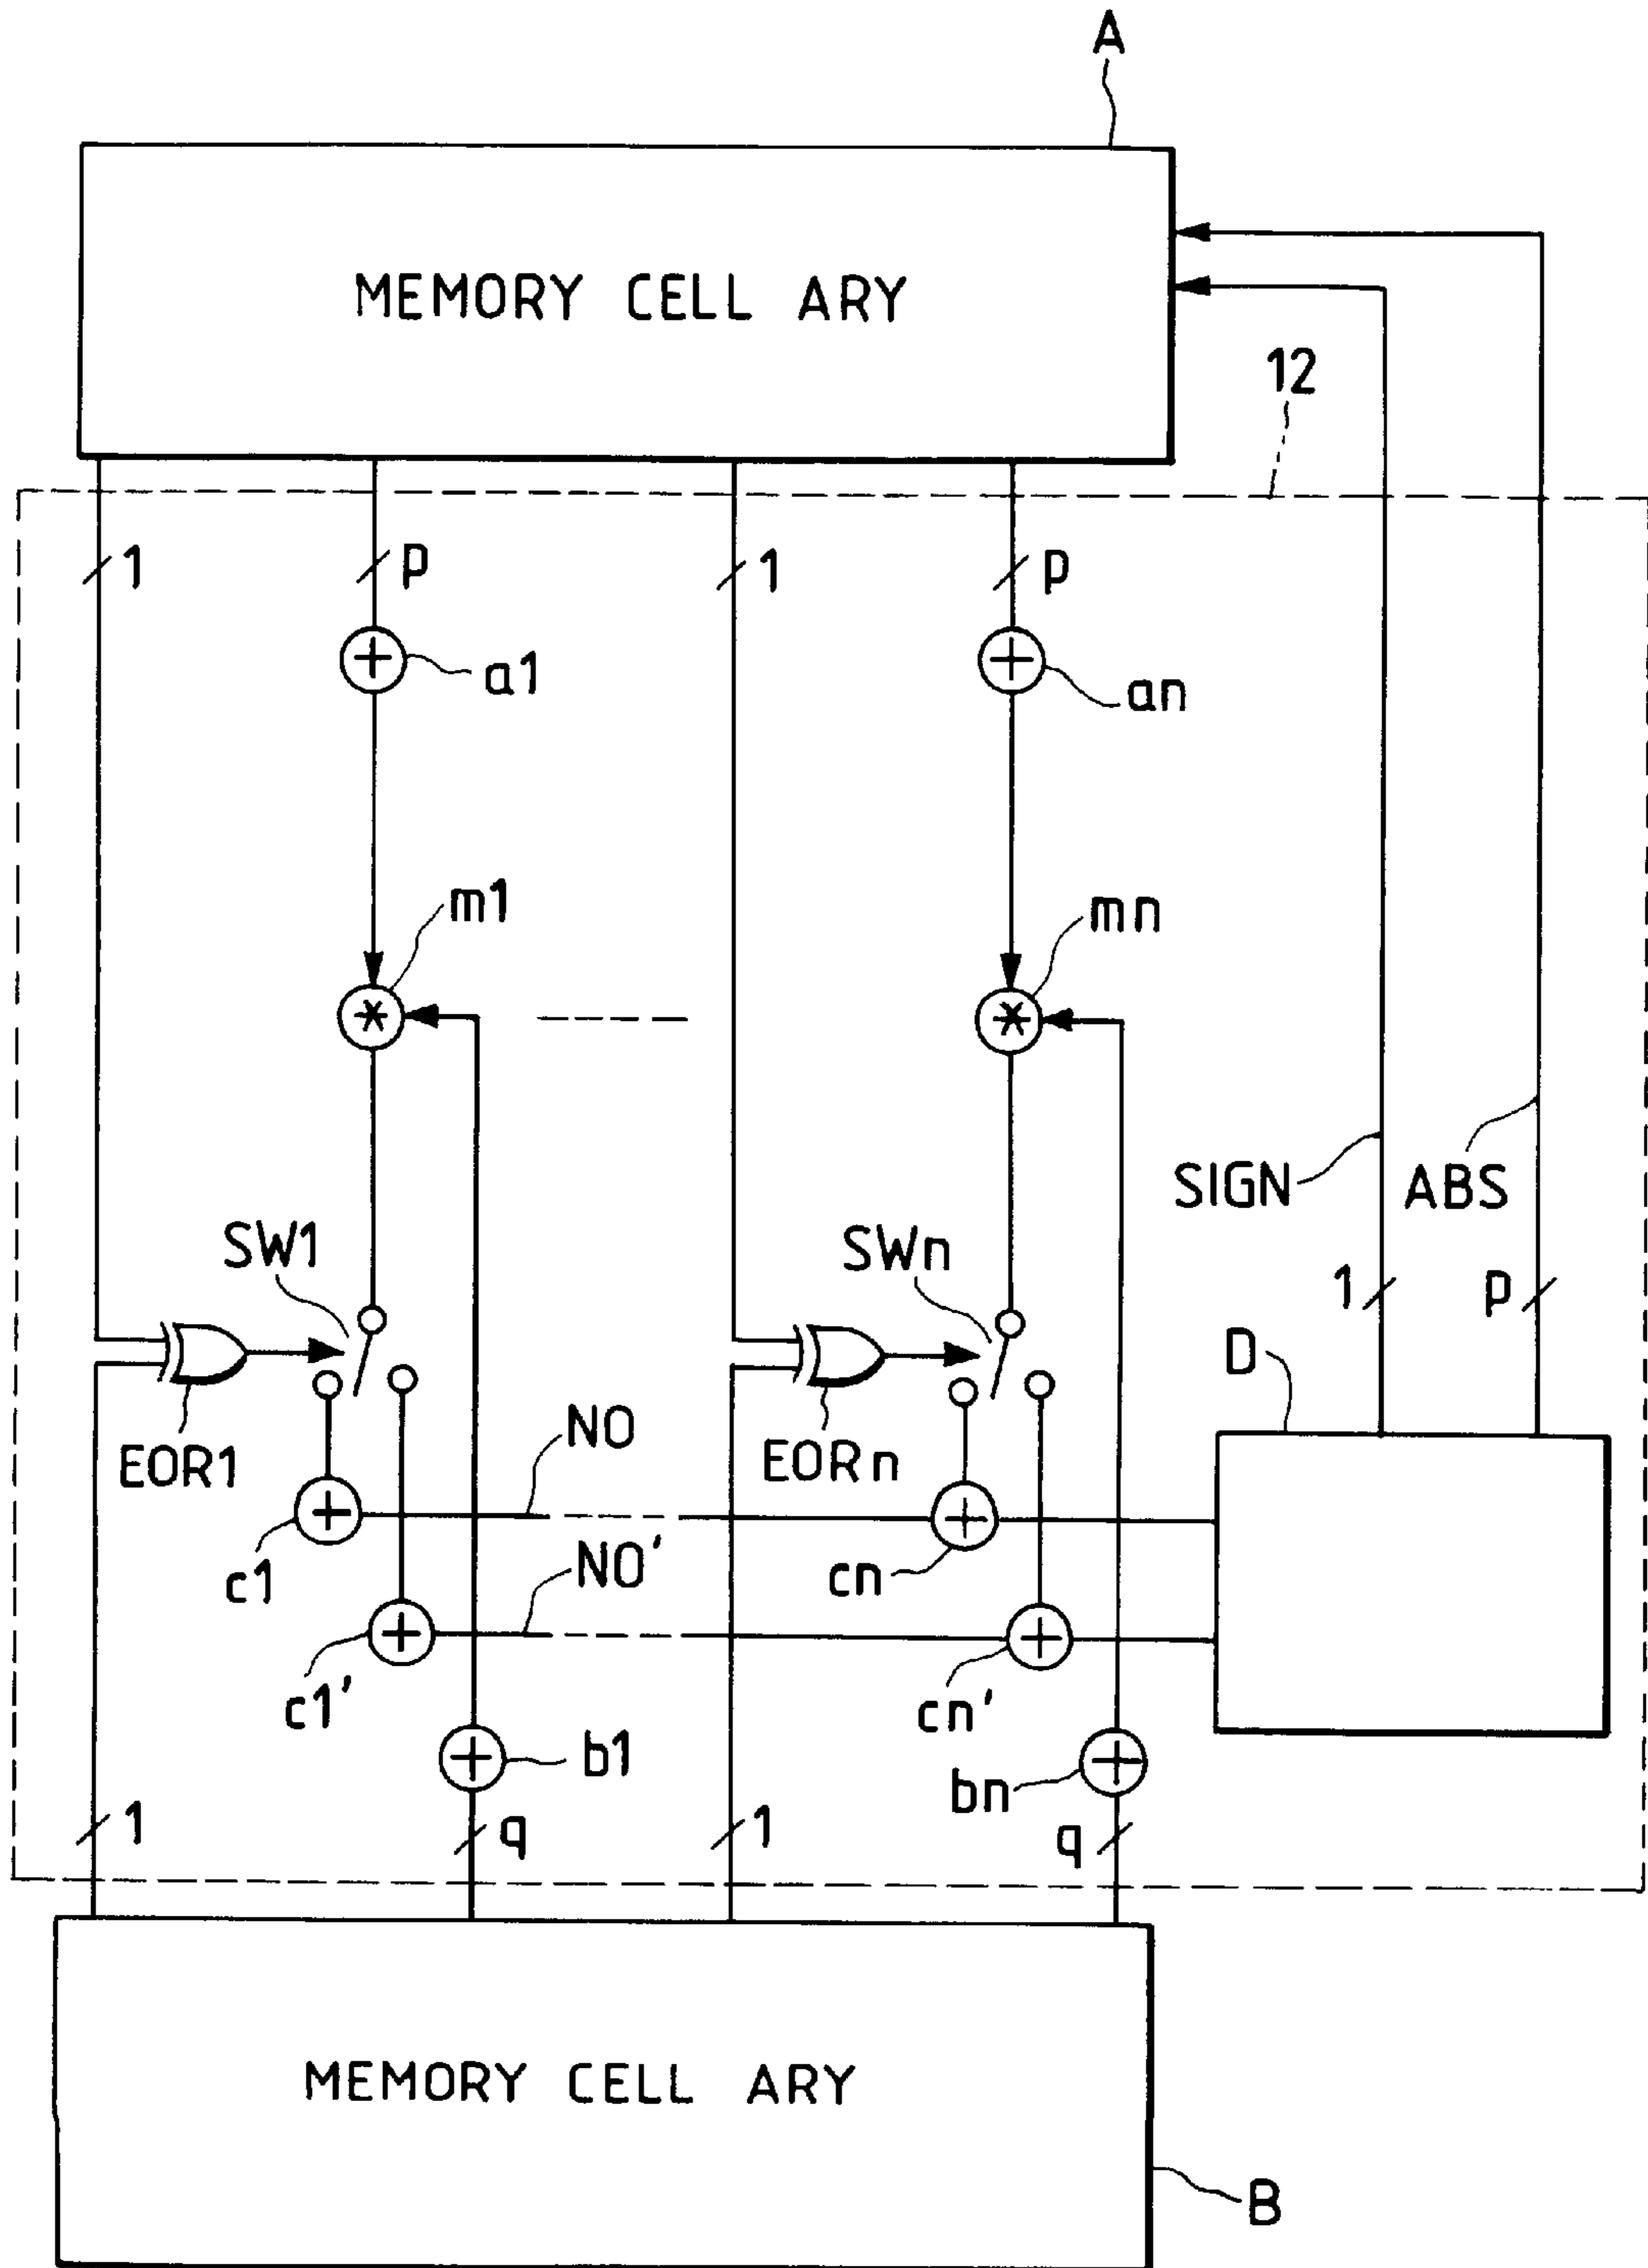 A
MEMORY CELL ARY
12
1
p
1
p
a1
an
m1
mn
*
*
SIGN
ABS
SW1
SWn
1
p
D
EOR1
NO
EORn
c1
NO'
cn
c1'
cn'
b1
bn
1
q
1
q
MEMORY CELL ARY
B